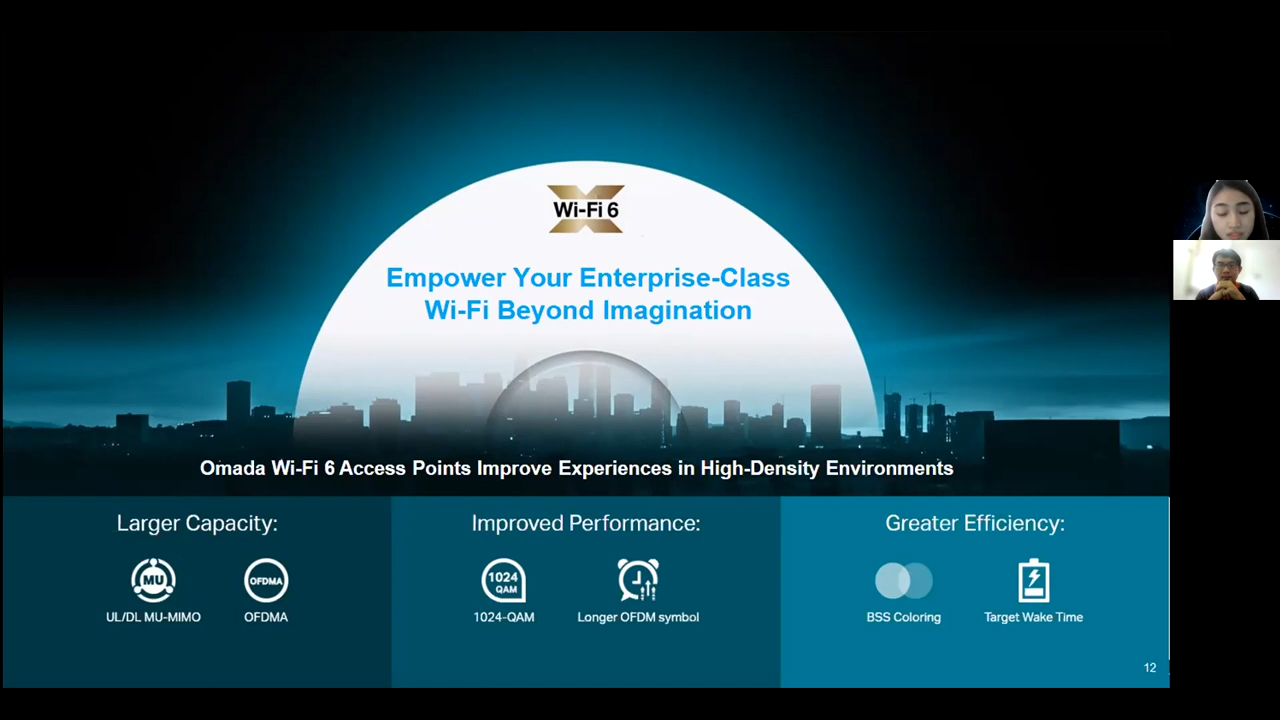 Wi-Fi 6
Empower Your Enterprise-Class
Wi-Fi Beyond Imagination
Omada Wi-Fi 6 Access Points Improve Experiences in High-Density Environments
Larger Capacity:
MU
UL/DL MU-MIMO
OFDMA
OFDMA
Improved Performance:
1024
QAM
1024-QAM
Longer OFDM symbol
Greater Efficiency:
BSS Coloring
Target Wake Time
12